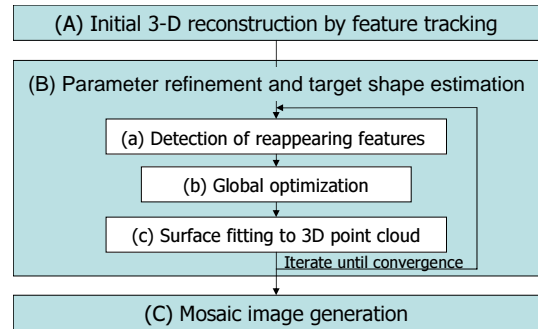 (A) Initial 3-D reconstruction by feature tracking
(B) Parameter refinement and target shape estimation
(a) Detection of reappearing features
(b) Global optimization
(c) Surface fitting to 3D point cloud
Iterate until convergence
(C) Mosaic image generation